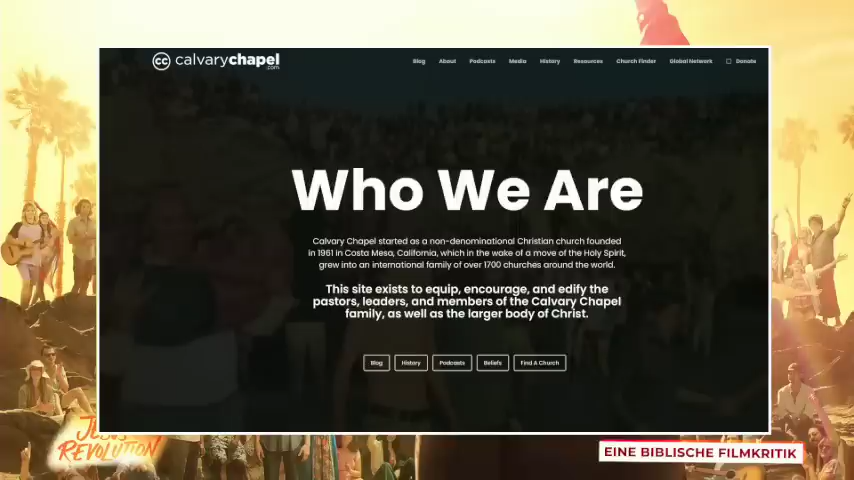 cc calvarychapel
.com
Blog About Podcasts Media History Resources Church Finder Global Network Donate
Who We Are
Calvary Chapel started as a non-denominational Christian church founded
in 1961 in Costa Mesa, California, which in the wake of a move of the Holy Spirit,
grew into an international family of over 1700 churches around the world.
This site exists to equip, encourage, and edify the
pastors, leaders, and members of the Calvary Chapel
family, as well as the larger body of Christ.
Blog History Podcasts Beliefs Find A Church
JESUS
REVOLUTION
EINE BIBLISCHE FILMKRITIK